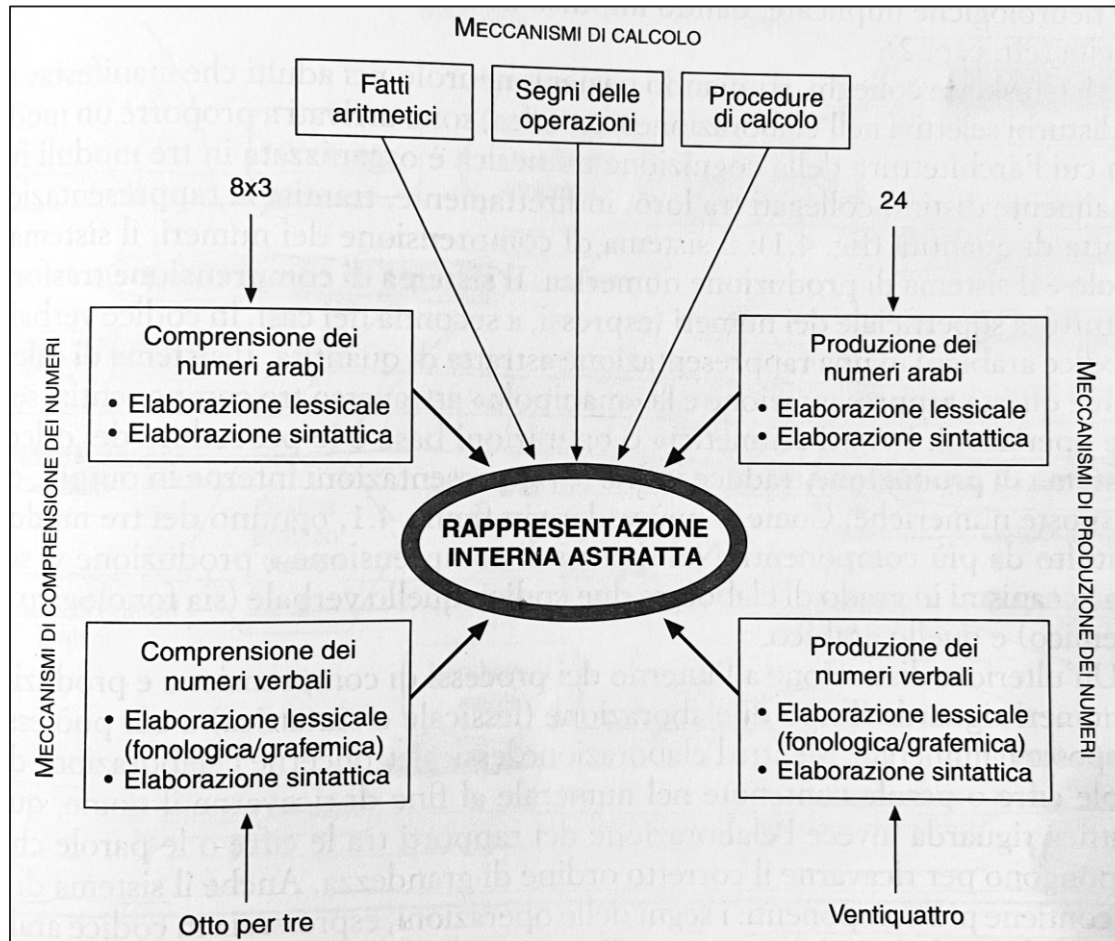 MECCANISMI DI CALCOLO
Fatti
aritmetici
Segni delle
operazioni
Procedure
di calcolo
8x3
24
MECCANISMI DI COMPRENSIONE DEI NUMERI
Comprensione dei
numeri arabi
• Elaborazione lessicale
• Elaborazione sintattica
Produzione dei
numeri arabi
• Elaborazione lessicale
• Elaborazione sintattica
MECCANISMI DI PRODUZIONE DEI NUMERI
RAPPRESENTAZIONE
INTERNA ASTRATTA
Comprensione dei
numeri verbali
• Elaborazione lessicale
(fonologica/grafemica)
• Elaborazione sintattica
Produzione dei
numeri verbali
• Elaborazione lessicale
(fonologica/grafemica)
• Elaborazione sintattica
Otto per tre
Ventiquattro